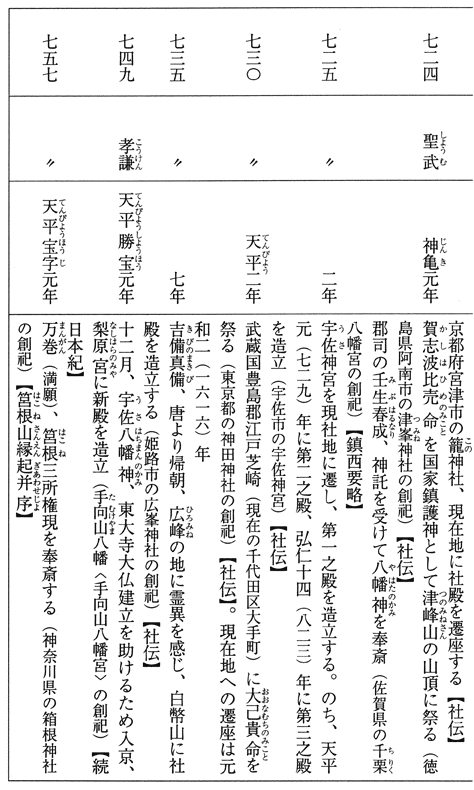 七二四
聖武
神亀元年
京都府宮津市の籠神社、現在地に社殿を遷座する【社伝】
賀志波比売命を国家鎮護神として津峰山の山頂に祭る（徳
島県阿南市の津峯神社の創祀）【社伝】
郡司の壬生春成、神託を受けて八幡神を奉斎（佐賀県の千栗
八幡宮の創祀）【鎮西要略】
七二五
〃
二年
宇佐神宮を現社地に遷し、第一之殿を造立する。のち、天平
元（七二九）年に第二之殿、弘仁十四（八二三）年に第三之殿
を造立（宇佐市の宇佐神宮）【社伝】
七三〇
〃
天平二年
武蔵国豊島郡江戸芝崎（現在の千代田区大手町）に大己貴命を
祭る（東京都の神田神社の創祀）【社伝】。現在地への遷座は元
和二（一六一六）年
七三五
〃
七年
吉備真備、唐より帰朝、広峰の地に霊異を感じ、白幣山に社
殿を造立する（姫路市の広峯神社の創祀）【社伝】
七四九
孝謙
天平勝宝元年
十二月、宇佐八幡神、東大寺大仏建立を助けるため入京、
梨原宮に新殿を造立（手向山八幡〈手向山八幡宮〉の創祀）【続
日本紀】
七五七
〃
天平宝字元年
万巻（満願）、筥根三所権現を奉斎する（神奈川県の箱根神社
の創祀）【筥根山縁起并序】